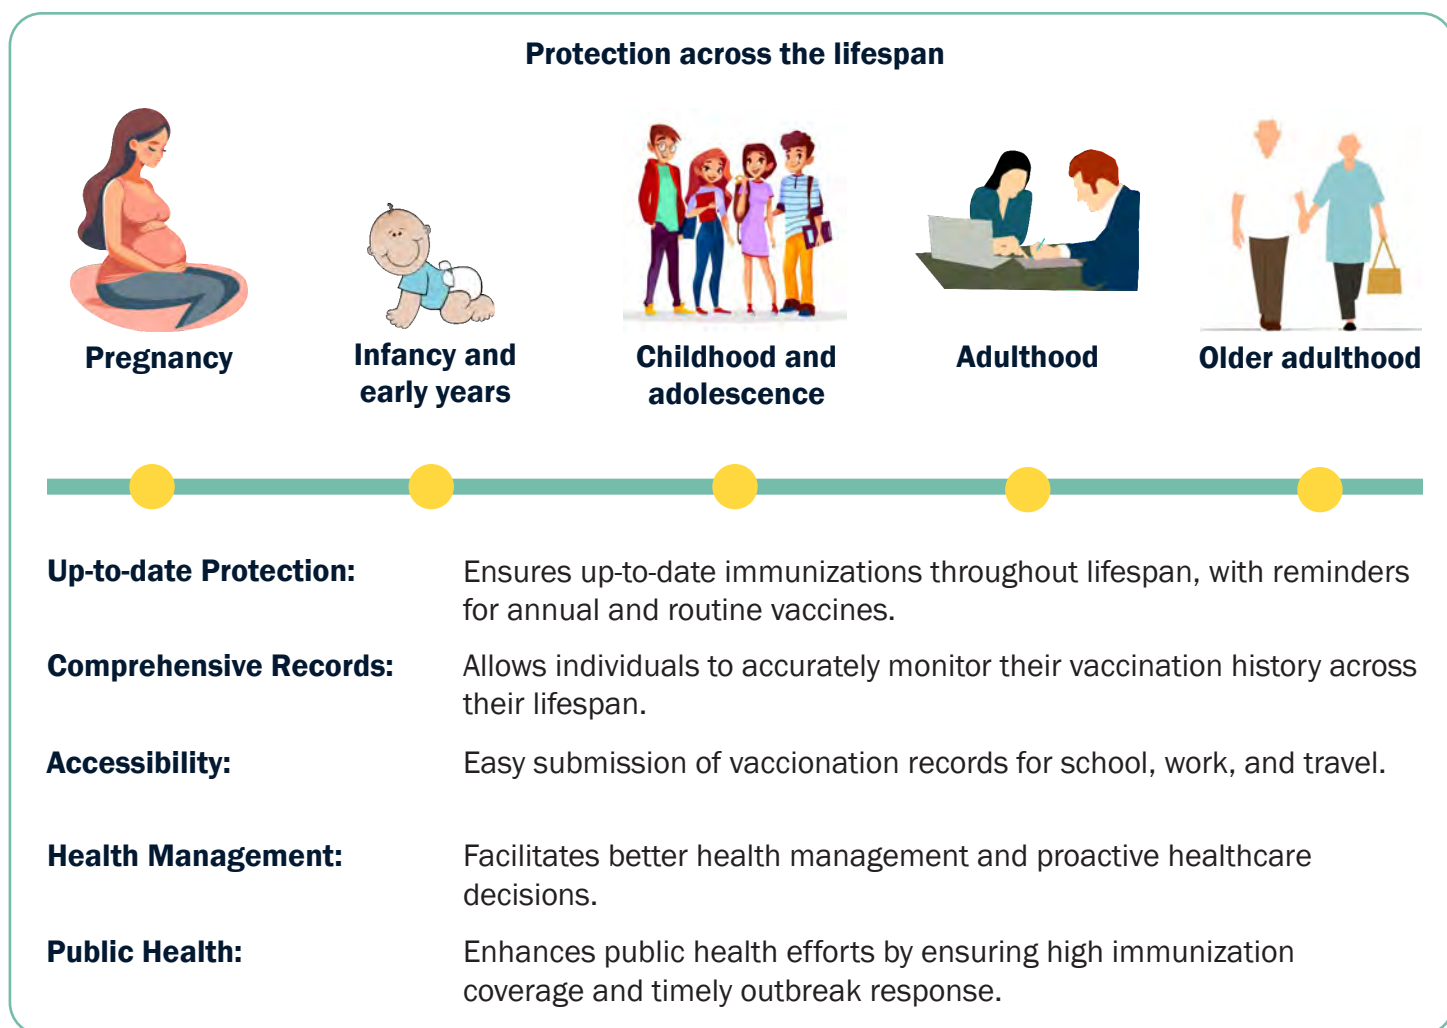 Protection across the lifespan
Pregnancy
Infancy and
early years
Childhood and
adolescence
Adulthood
Older adulthood
Up-to-date Protection:
Ensures up-to-date immunizations throughout lifespan, with reminders
for annual and routine vaccines.
Comprehensive Records:
Allows individuals to accurately monitor their vaccination history across
their lifespan.
Accessibility:
Easy submission of vaccionation records for school, work, and travel.
Health Management:
Facilitates better health management and proactive healthcare
decisions.
Public Health:
Enhances public health efforts by ensuring high immunization
coverage and timely outbreak response.